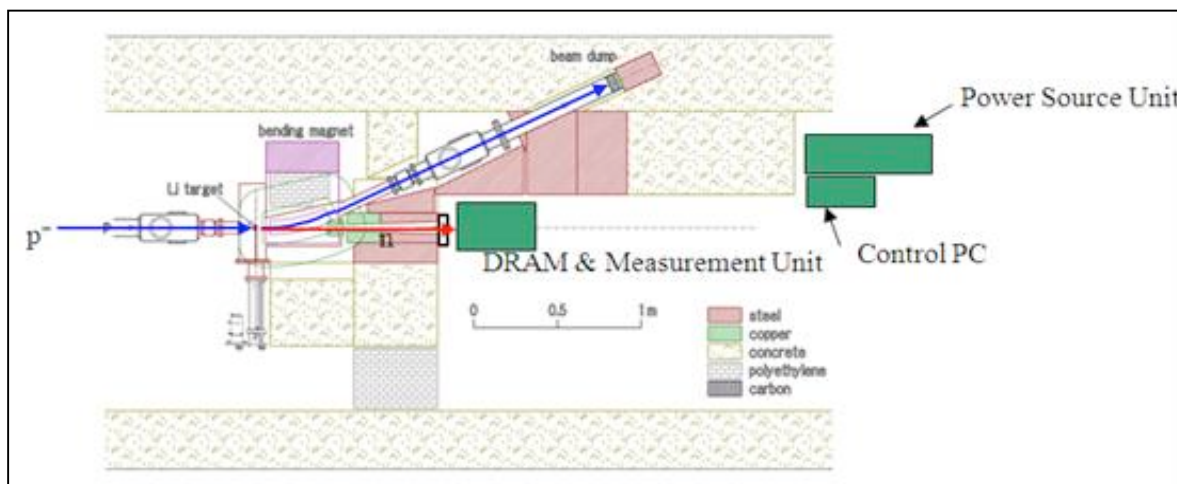 beam dump
Power Source Unit
bending magnet
Li target
p-
n
Control PC
DRAM & Measurement Unit
0 0.5 1m
steel
copper
concrete
polyethylene
carbon